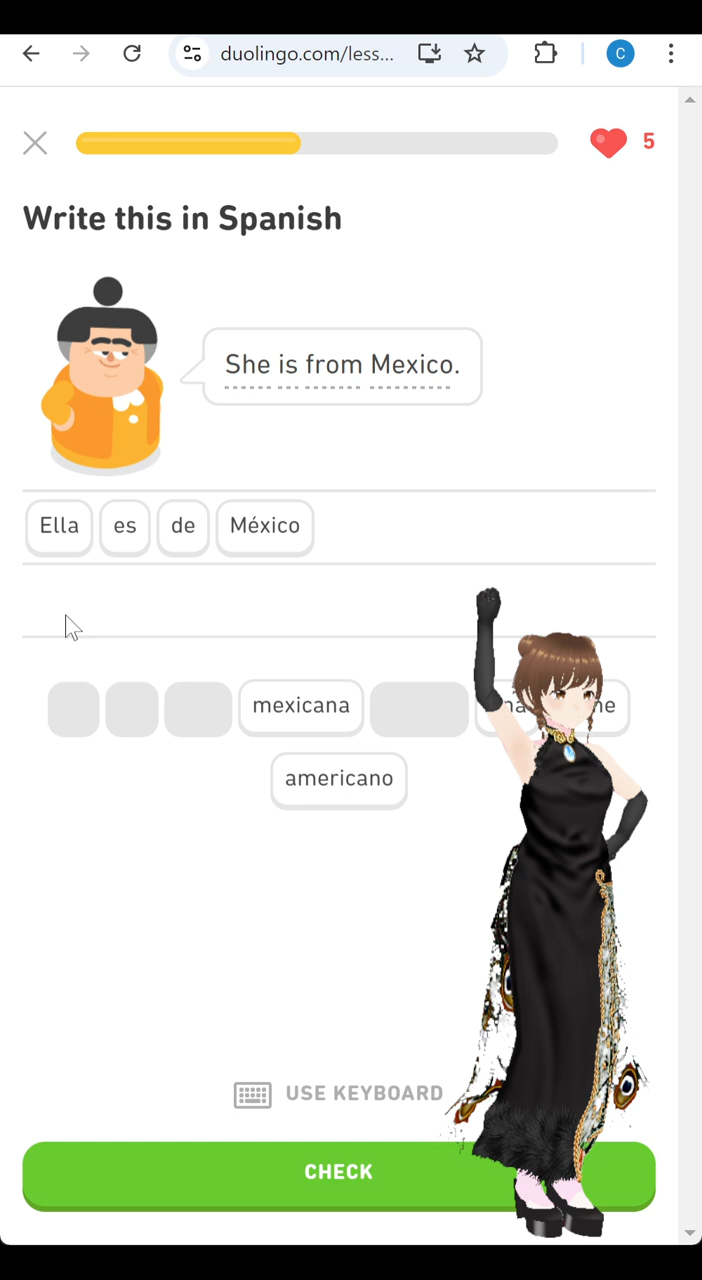 duolingo.com/less...
C
5
Write this in Spanish
She is from Mexico.
Ella es de México
mexicana
americano
USE KEYBOARD
CHECK